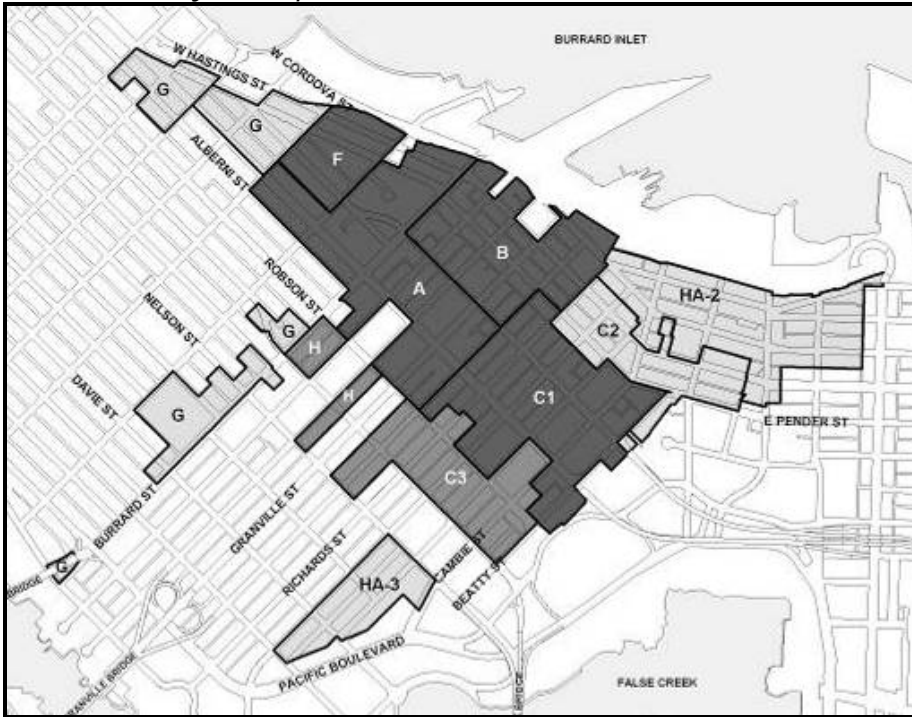 BURRARD INLET
W HASTINGS ST
W CORDOVA ST
G
G
F
ALBERNI ST
B
ROBSON ST
A
HA-2
NELSON ST
G
H
C2
DAVIE ST
H
C1
G
E PENDER ST
C3
BURRARD ST
GRANVILLE ST
RICHARDS ST
CAMBIE ST
BEATTY S
G
BRIDGE
HA-3
PACIFIC BOULEVARD
RANVILLE BRIDGE
BRIDGE
FALSE CREEK